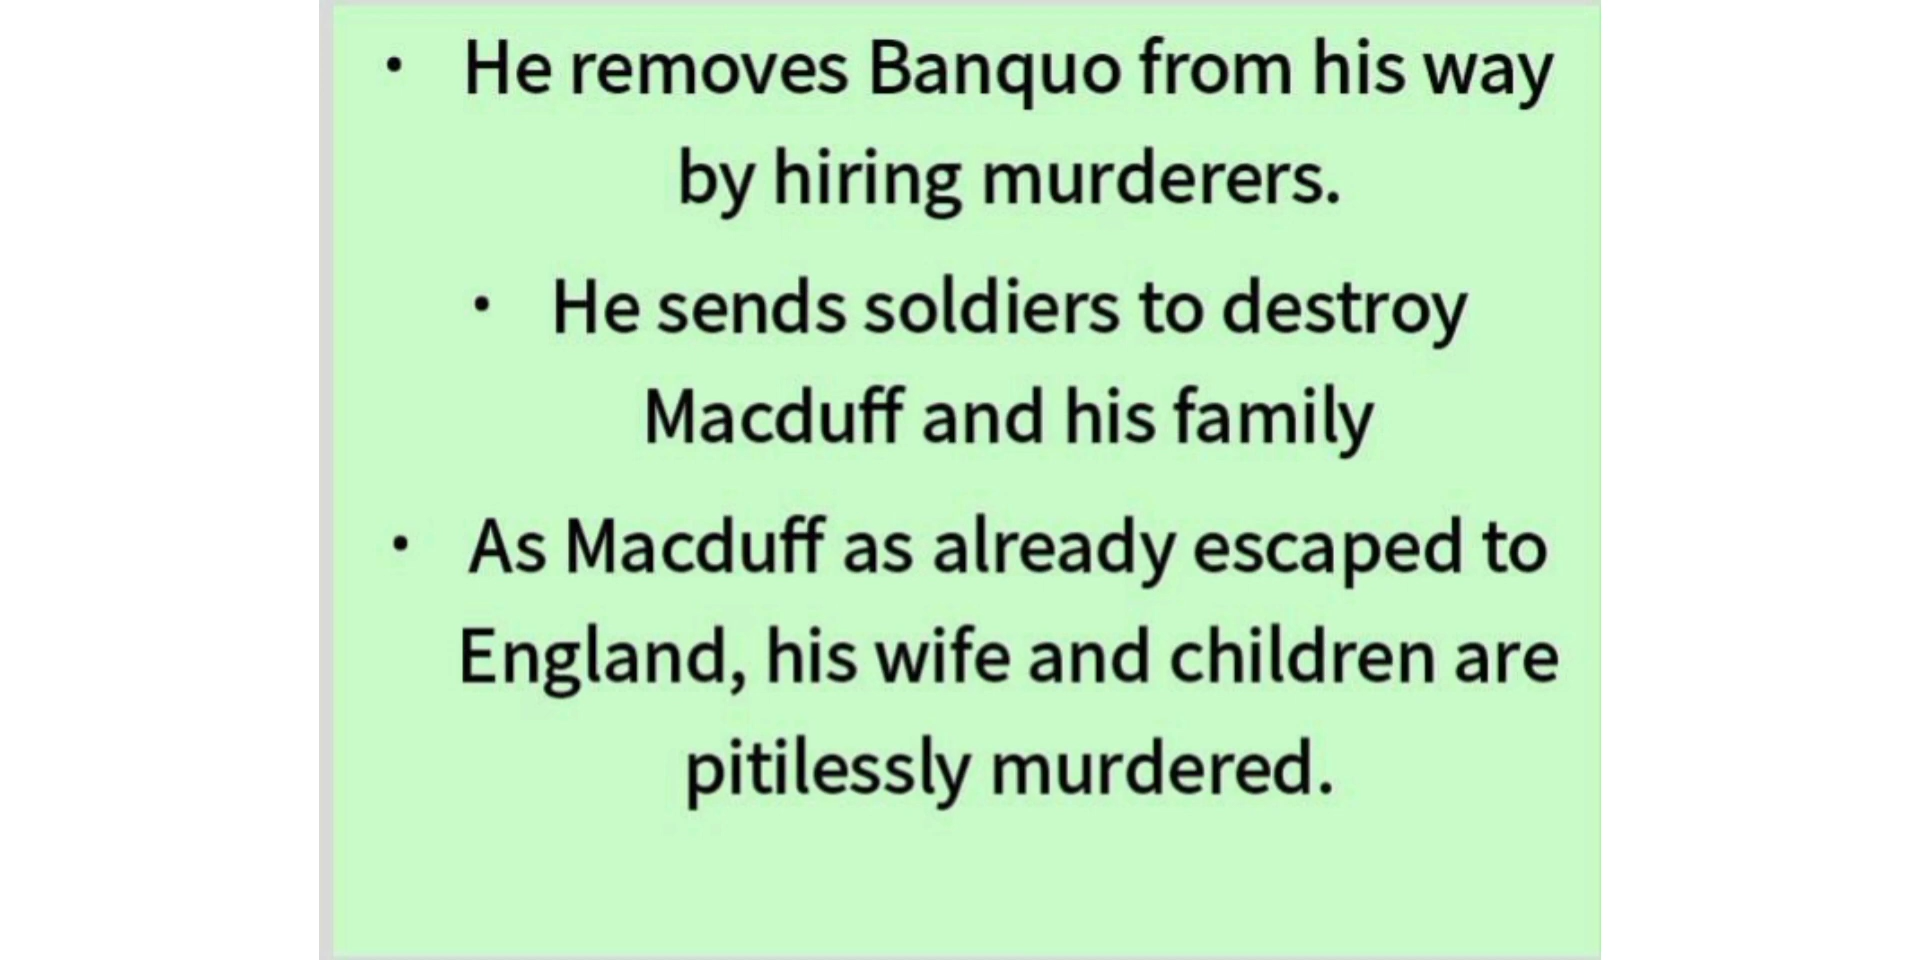 • He removes Banquo from his way
by hiring murderers.
• He sends soldiers to destroy
Macduff and his family
• As Macduff as already escaped to
England, his wife and children are
pitilessly murdered.